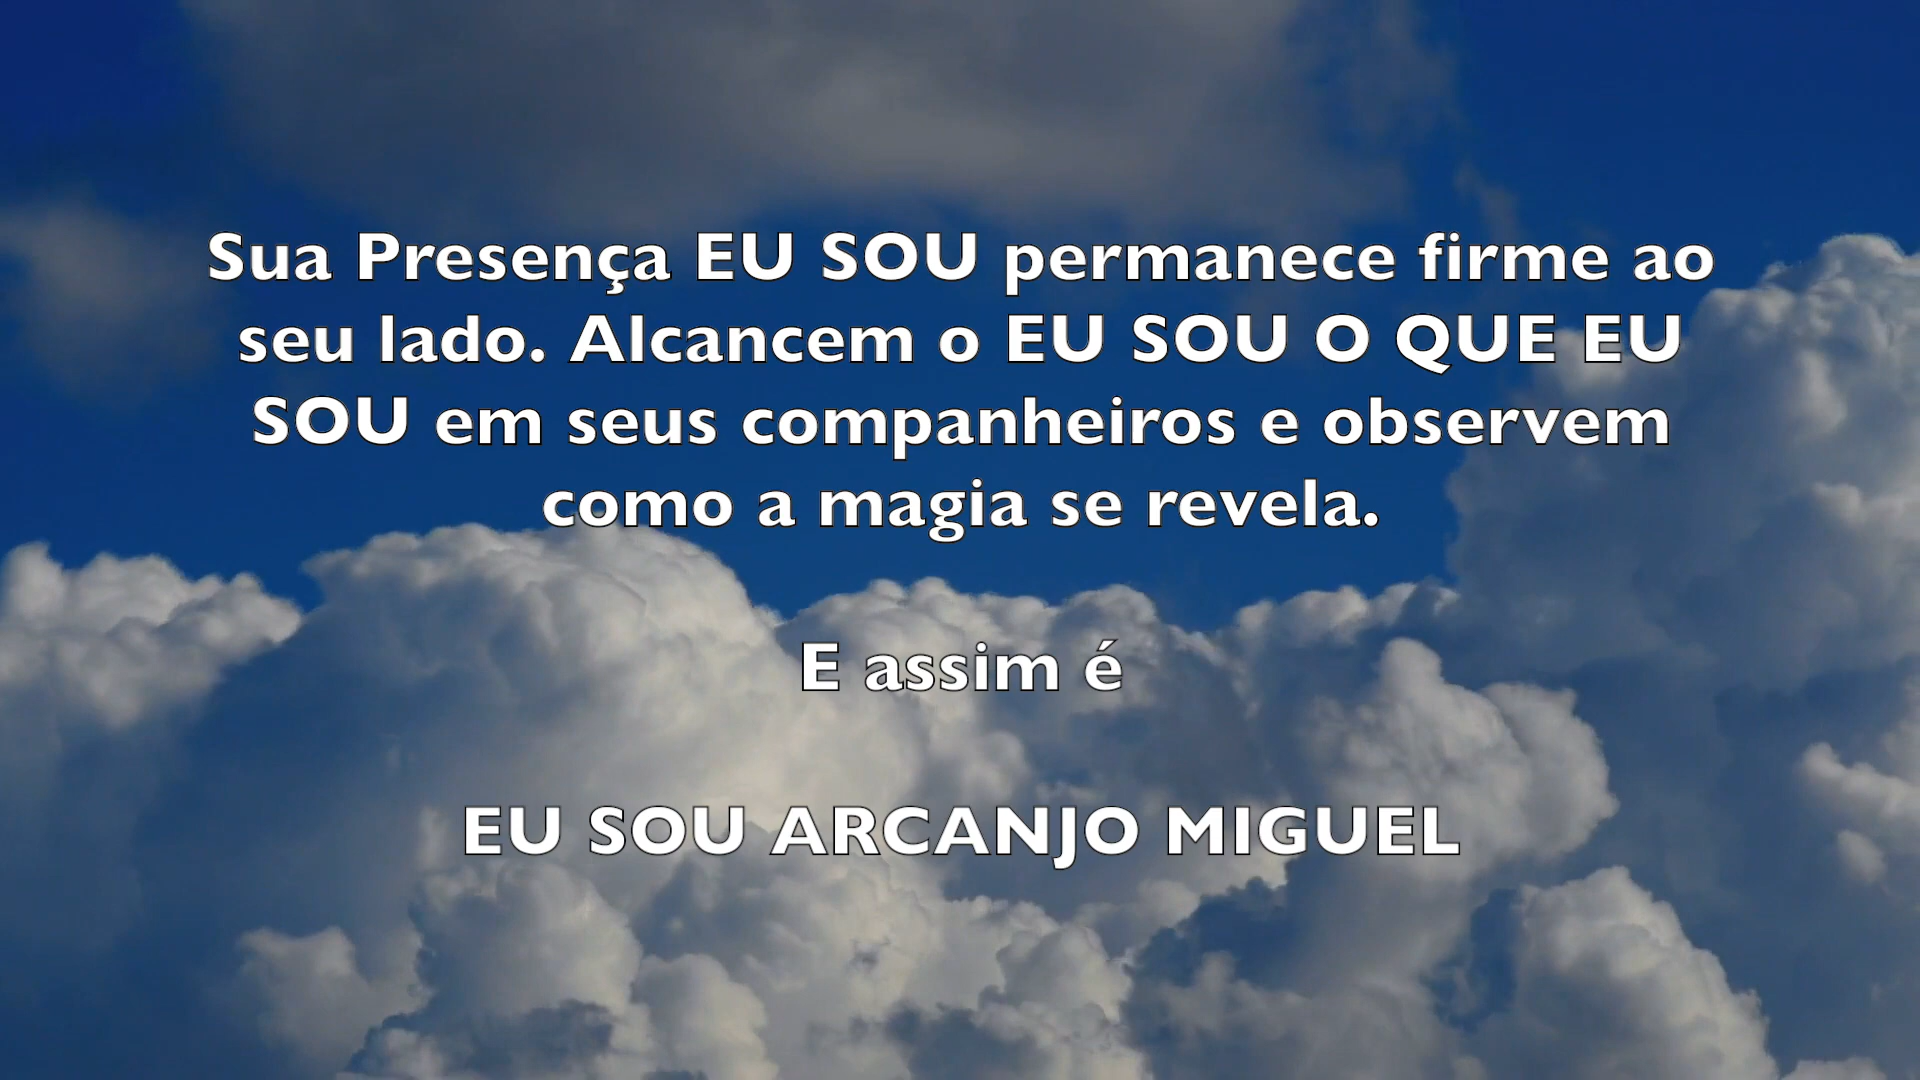 Sua Presença EU SOU permanece firme ao
seu lado. Alcancem o EU SOU O QUE EU
SOU em seus companheiros e observem
como a magia se revela.
E assim é
EU SOU ARCANJO MIGUEL